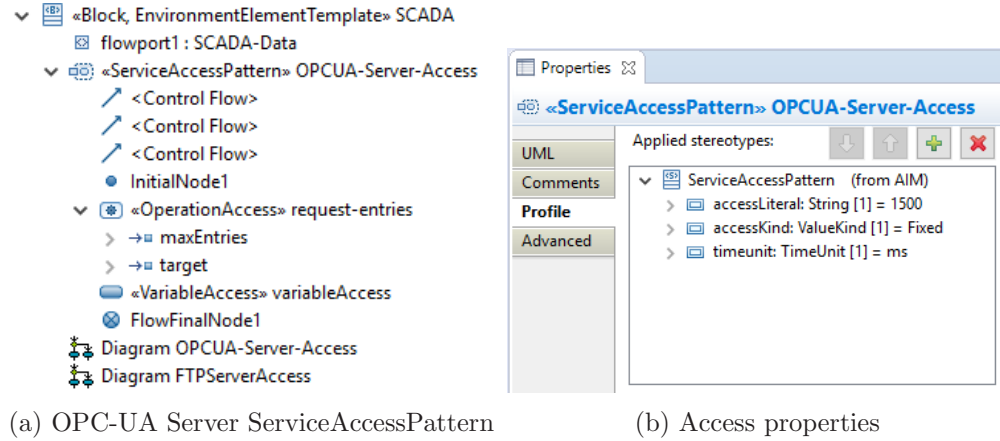 «Block, EnvironmentElementTemplate» SCADA
flowport1 : SCADA-Data
«ServiceAccessPattern» OPCUA-Server-Access
<Control Flow>
<Control Flow>
<Control Flow>
InitialNode1
«OperationAccess» request-entries
maxEntries
target
«VariableAccess» variableAccess
FlowFinalNode1
Diagram OPCUA-Server-Access
Diagram FTPServerAccess
(a) OPC-UA Server ServiceAccessPattern
Properties
«ServiceAccessPattern» OPCUA-Server-Access
UML
Comments
Profile
Advanced
Applied stereotypes:
ServiceAccessPattern (from AIM)
accessLiteral: String [1] = 1500
accessKind: ValueKind [1] = Fixed
timeunit: TimeUnit [1] = ms
(b) Access properties